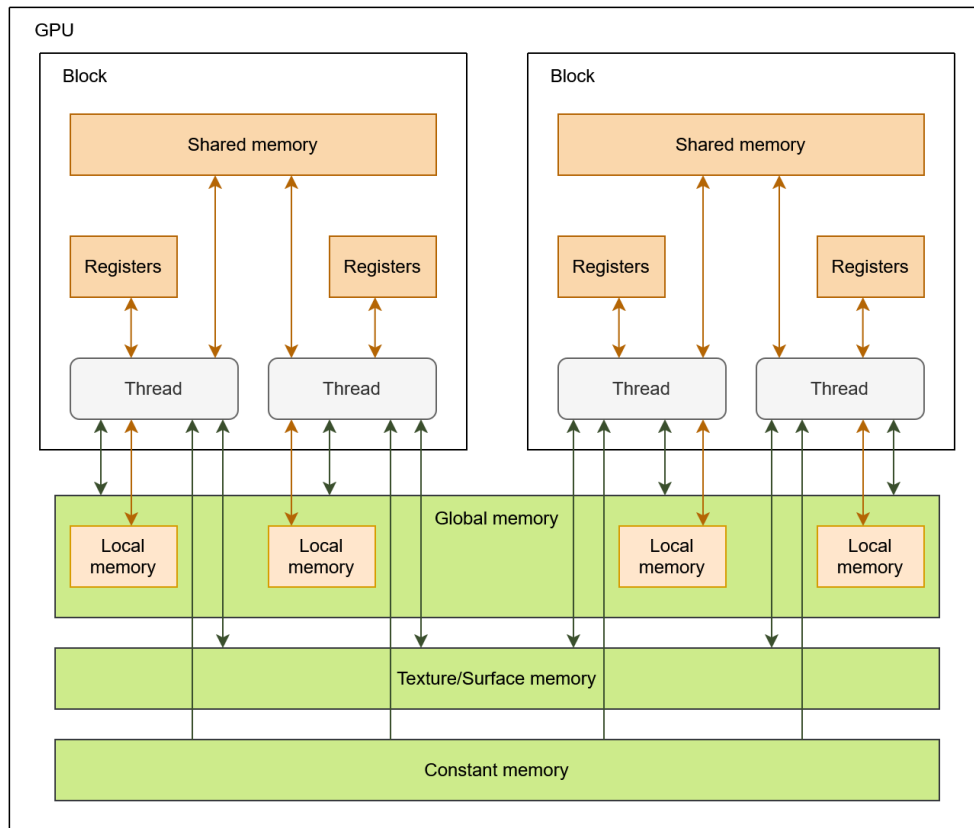 GPU
Block
Block
Shared memory
Shared memory
Registers
Registers
Registers
Registers
Thread
Thread
Thread
Thread
Global memory
Local
memory
Local
memory
Local
memory
Local
memory
Texture/Surface memory
Constant memory